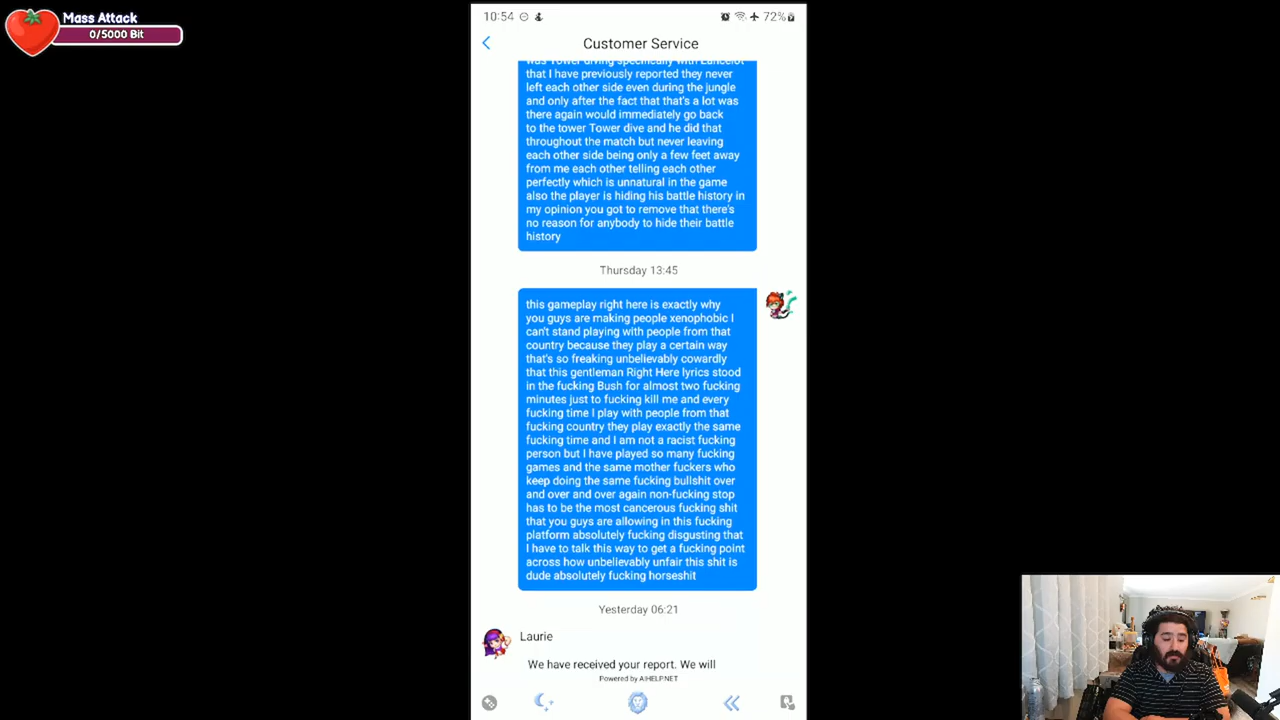 Mass Attack
0/5000 Bit
10:54
72%
Customer Service
was Tower diving specifically with Lancelot
that I have previously reported they never
left each other side even during the jungle
and only after the fact that that's a lot was
there again would immediately go back
to the tower Tower dive and he did that
throughout the match but never leaving
each other side being only a few feet away
from me each other telling each other
perfectly which is unnatural in the game
also the player is hiding his battle history in
my opinion you got to remove that there's
no reason for anybody to hide their battle
history
Thursday 13:45
this gameplay right here is exactly why
you guys are making people xenophobic I
can't stand playing with people from that
country because they play a certain way
that's so freaking unbelievably cowardly
that this gentleman Right Here lyrics stood
in the fucking Bush for almost two fucking
minutes just to fucking kill me and every
fucking time I play with people from that
fucking country they play exactly the same
fucking time and I am not a racist fucking
person but I have played so many fucking
games and the same mother fuckers who
keep doing the same fucking bullshit over
and over and over again non-fucking stop
has to be the most cancerous fucking shit
that you guys are allowing in this fucking
platform absolutely fucking disgusting that
I have to talk this way to get a fucking point
across how unbelievably unfair this shit is
dude absolutely fucking horseshit
Yesterday 06:21
Laurie
We have received your report. We will
Powered by AIHELP.NET